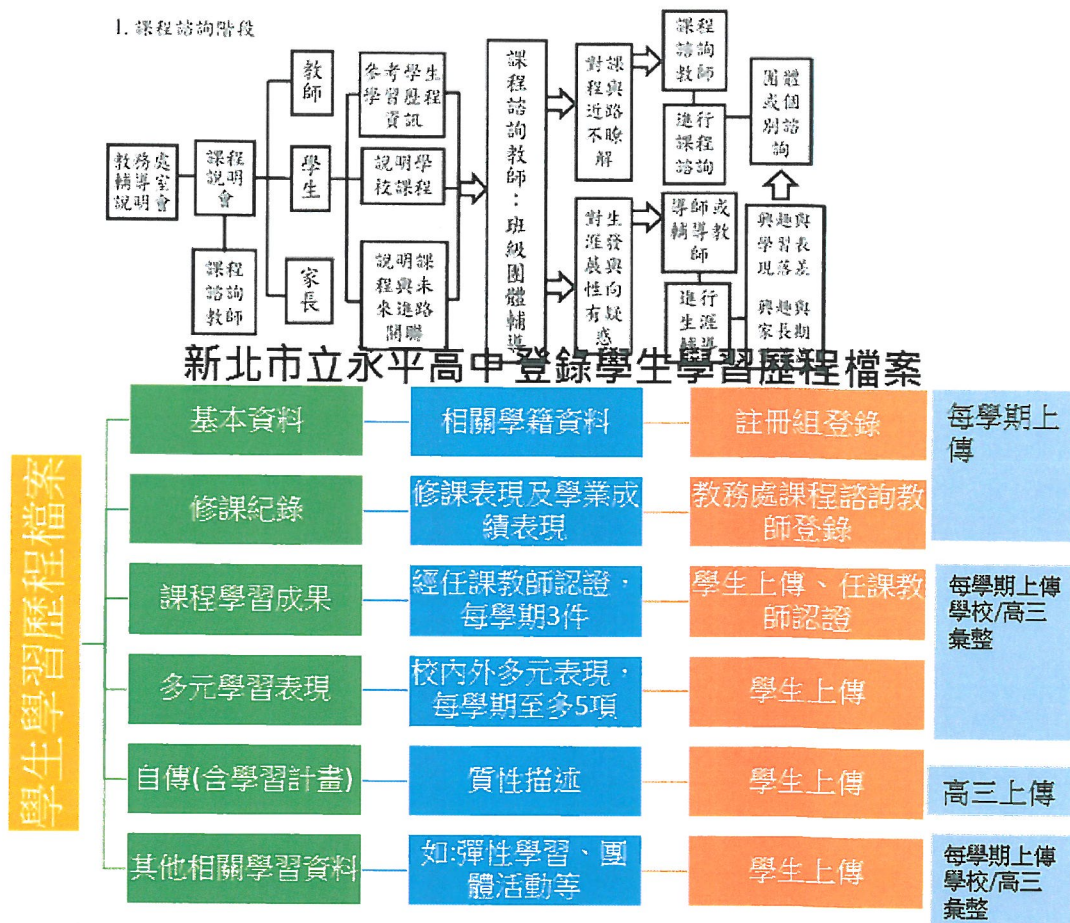 1. 課程諮詢階段
教務處
輔導室
說明會
課程
說明
會
課程
諮詢
教師
教師
學生
家長
參考學生
學習歷程
資訊
說明學
校課程
說明課
程與未
來進路
關聯
課程諮詢教師：班級團體輔導
對課
程與
近路
不瞭
解
對生
涯發
展與
性向
有疑
惑
課程
諮詢
教師
進行
課程
諮詢
導師或
輔導教
師
進行
生涯
輔導
團體
或個
別諮
詢
興趣與
學習表
現落差
興趣與
家長期
新北市立永平高中 登錄學生學習歷程檔案
學生學習歷程檔案
基本資料
相關學籍資料
註冊組登錄
每學期上
傳
修課紀錄
修課表現及學業成
績表現
教務處課程諮詢教
師登錄
課程學習成果
經任課教師認證，
每學期3件
學生上傳、任課教
師認證
每學期上傳
學校/高三
彙整
多元學習表現
校內外多元表現，
每學期至多5項
學生上傳
自傳(含學習計畫)
質性描述
學生上傳
高三上傳
其他相關學習資料
如:彈性學習、團
體活動等
學生上傳
每學期上傳
學校/高三
彙整